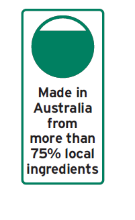 Made in
Australia
from
more than
75% local
ingredients